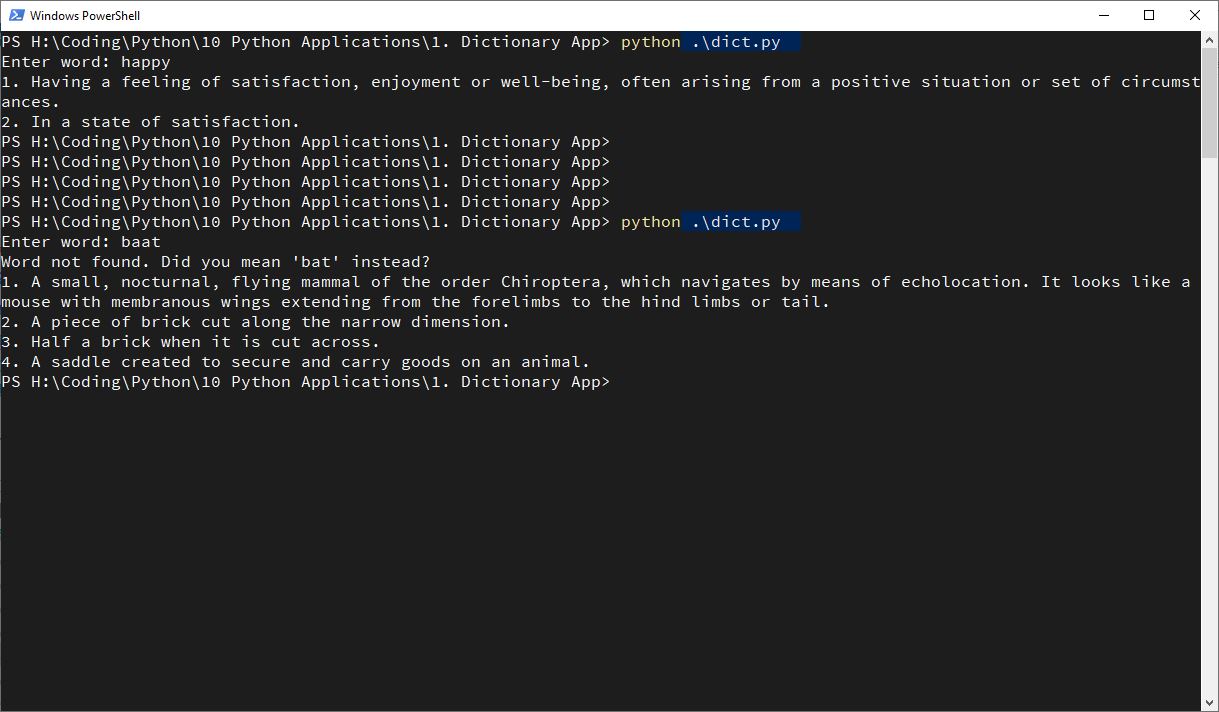 Windows PowerShell
PS H:\Coding\Python\10 Python Applications\1. Dictionary App> python .\dict.py
Enter word: happy
1. Having a feeling of satisfaction, enjoyment or well-being, often arising from a positive situation or set of circumst
ances.
2. In a state of satisfaction.
PS H:\Coding\Python\10 Python Applications\1. Dictionary App>
PS H:\Coding\Python\10 Python Applications\1. Dictionary App>
PS H:\Coding\Python\10 Python Applications\1. Dictionary App>
PS H:\Coding\Python\10 Python Applications\1. Dictionary App>
PS H:\Coding\Python\10 Python Applications\1. Dictionary App> python .\dict.py
Enter word: baat
Word not found. Did you mean 'bat' instead?
1. A small, nocturnal, flying mammal of the order Chiroptera, which navigates by means of echolocation. It looks like a
mouse with membranous wings extending from the forelimbs to the hind limbs or tail.
2. A piece of brick cut along the narrow dimension.
3. Half a brick when it is cut across.
4. A saddle created to secure and carry goods on an animal.
PS H:\Coding\Python\10 Python Applications\1. Dictionary App>